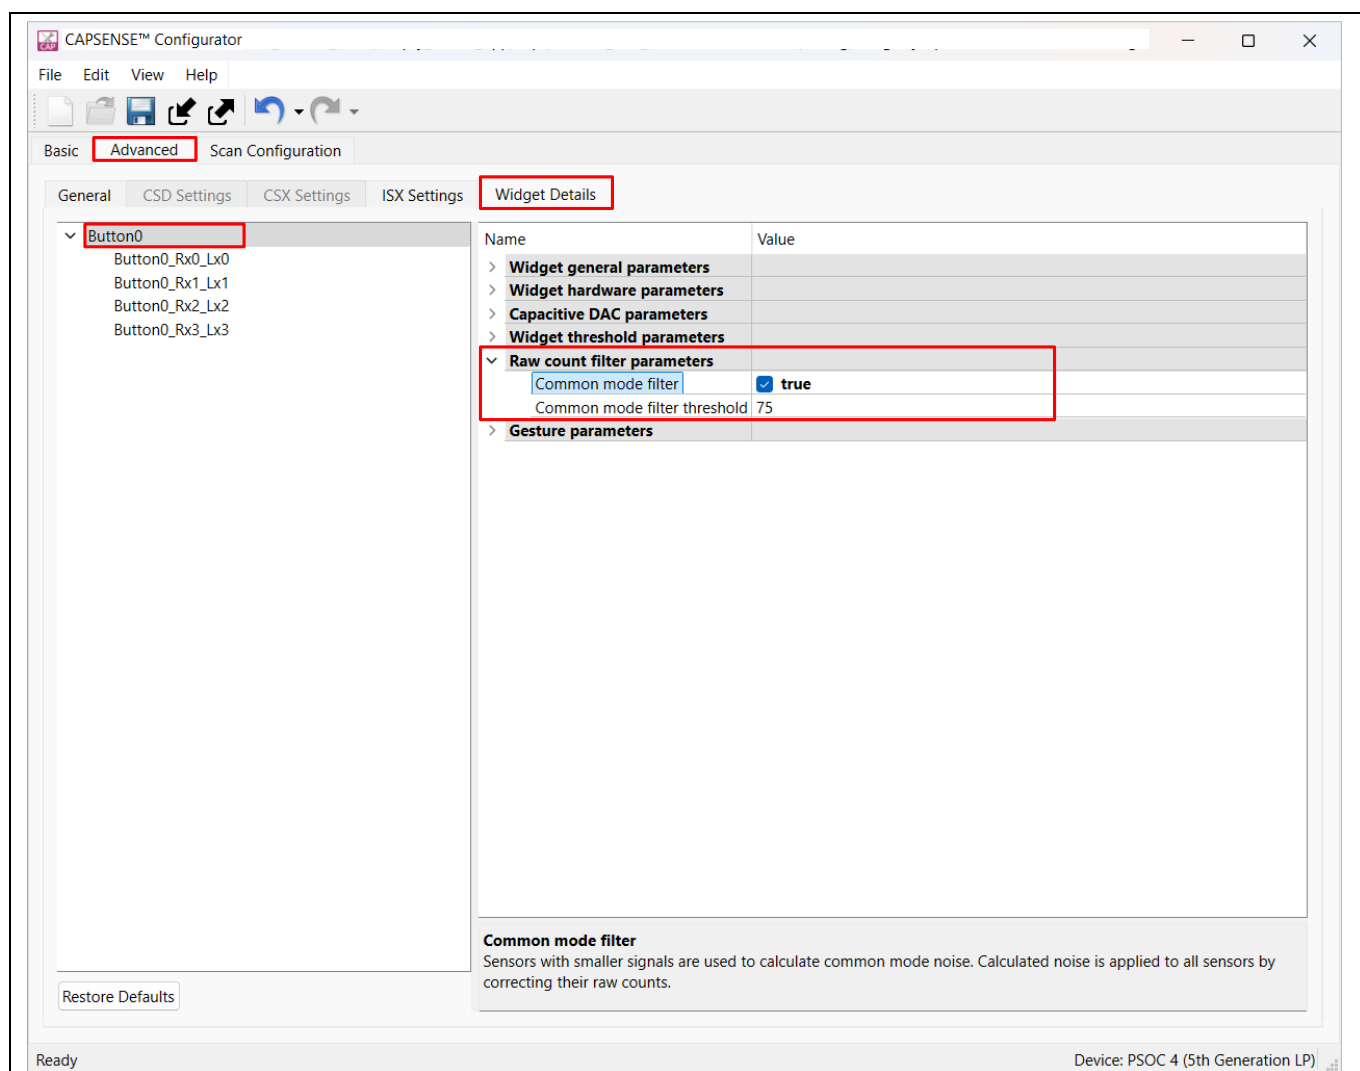 CAPSENSE™ Configurator
File Edit View Help
Basic Advanced Scan Configuration
General CSD Settings CSX Settings ISX Settings Widget Details
Button0
Button0_Rx0_Lx0
Button0_Rx1_Lx1
Button0_Rx2_Lx2
Button0_Rx3_Lx3
Name Value
Widget general parameters
Widget hardware parameters
Capacitive DAC parameters
Widget threshold parameters
Raw count filter parameters
Common mode filter true
Common mode filter threshold 75
Gesture parameters
Common mode filter
Sensors with smaller signals are used to calculate common mode noise. Calculated noise is applied to all sensors by
correcting their raw counts.
Restore Defaults
Ready Device: PSOC 4 (5th Generation LP)